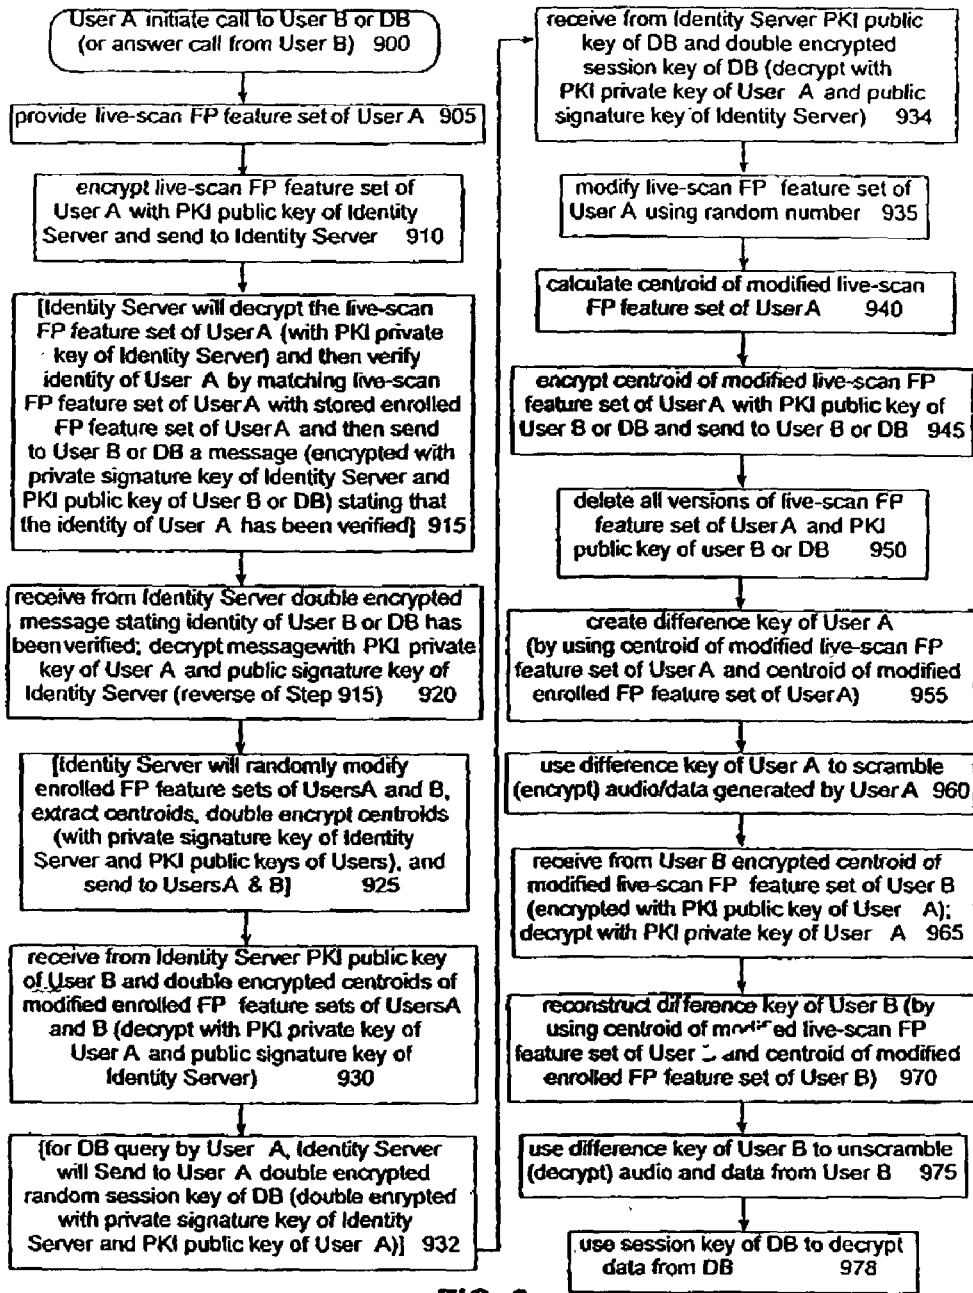 User A initiate call to User B or DB
(or answer call from User B) 900
provide live-scan FP feature set of User A 905
encrypt live-scan FP feature set of
User A with PKI public key of Identity
Server and send to Identity Server 910
[Identity Server will decrypt the live-scan
FP feature set of User A (with PKI private
key of Identity Server) and then verify
identity of User A by matching live-scan
FP feature set of User A with stored enrolled
FP feature set of User A and then send
to User B or DB a message (encrypted with
private signature key of Identity Server and
PKI public key of User B or DB) stating that
the identity of User A has been verified] 915
receive from Identity Server double encrypted
message stating identity of User B or DB has
been verified; decrypt message with PKI private
key of User A and public signature key of
Identity Server (reverse of Step 915) 920
[Identity Server will randomly modify
enrolled FP feature sets of Users A and B,
extract centroids, double encrypt centroids
(with private signature key of Identity
Server and PKI public keys of Users), and
send to Users A & B] 925
receive from Identity Server PKI public key
of User B and double encrypted centroids of
modified enrolled FP feature sets of Users A
and B (decrypt with PKI private key of
User A and public signature key of
Identity Server) 930
[for DB query by User A, Identity Server
will Send to User A double encrypted
random session key of DB (double enrypted
with private signature key of Identity
Server and PKI public key of User A)] 932
receive from Identity Server PKI public
key of DB and double encrypted
session key of DB (decrypt with
PKI private key of User A and public
signature key of Identity Server) 934
modify live-scan FP feature set of
User A using random number 935
calculate centroid of modified live-scan
FP feature set of User A 940
encrypt centroid of modified live-scan FP
feature set of User A with PKI public key of
User B or DB and send to User B or DB 945
delete all versions of live-scan FP
feature set of User A and PKI
public key of user B or DB 950
create difference key of User A
(by using centroid of modified live-scan FP
feature set of User A and centroid of modified
enrolled FP feature set of User A) 955
use difference key of User A to scramble
(encrypt) audio/data generated by User A 960
receive from User B encrypted centroid of
modified live-scan FP feature set of User B
(encrypted with PKI public key of User A);
decrypt with PKI private key of User A 965
reconstruct difference key of User B (by
using centroid of modified live-scan FP
feature set of User and centroid of modified
enrolled FP feature set of User B) 970
use difference key of User B to unscramble
(decrypt) audio and data from User B 975
use session key of DB to decrypt
data from DB 978